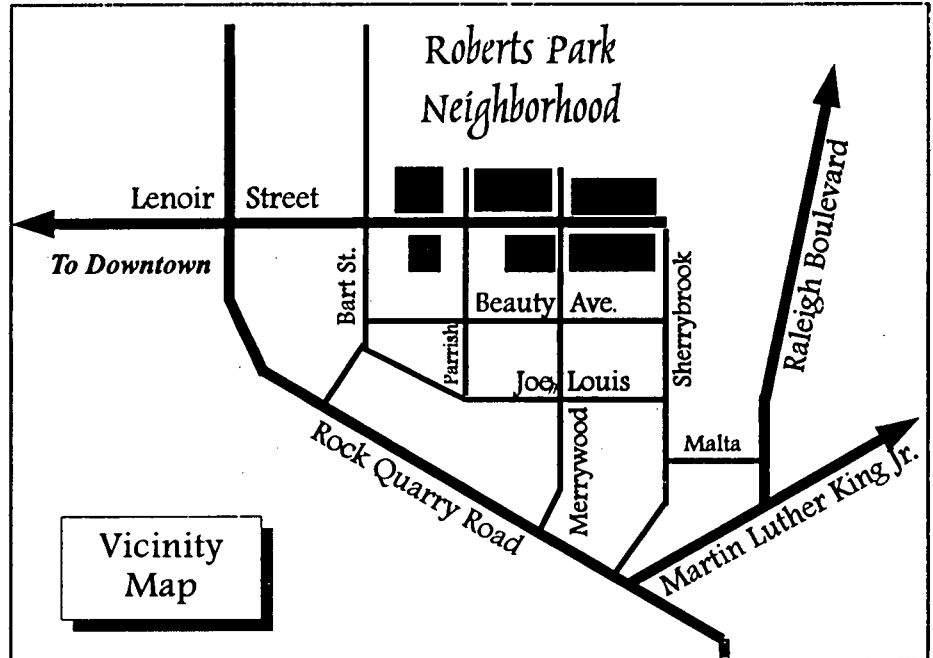 Roberts Park
Neighborhood
Lenoir Street
To Downtown
Bart St.
Beauty Ave.
Parrish
Sherrybrook
Raleigh Boulevard
Joe Louis
Merrywood
Malta
Rock Quarry Road
Martin Luther King Jr.
Vicinity
Map